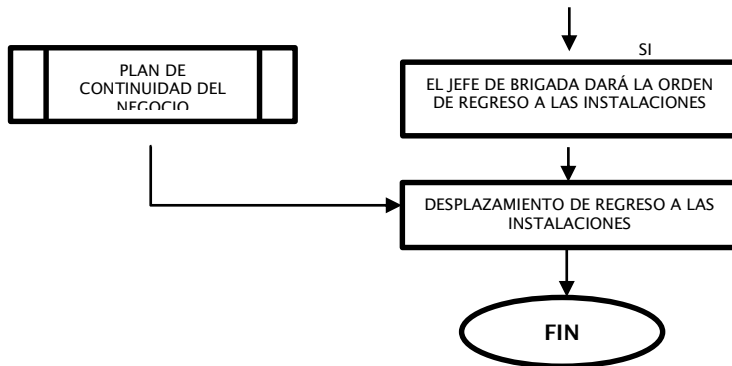 SI
PLAN DE
CONTINUIDAD DEL
NEGOCIO
EL JEFE DE BRIGADA DARÁ LA ORDEN
DE REGRESO A LAS INSTALACIONES
DESPLAZAMIENTO DE REGRESO A LAS
INSTALACIONES
FIN